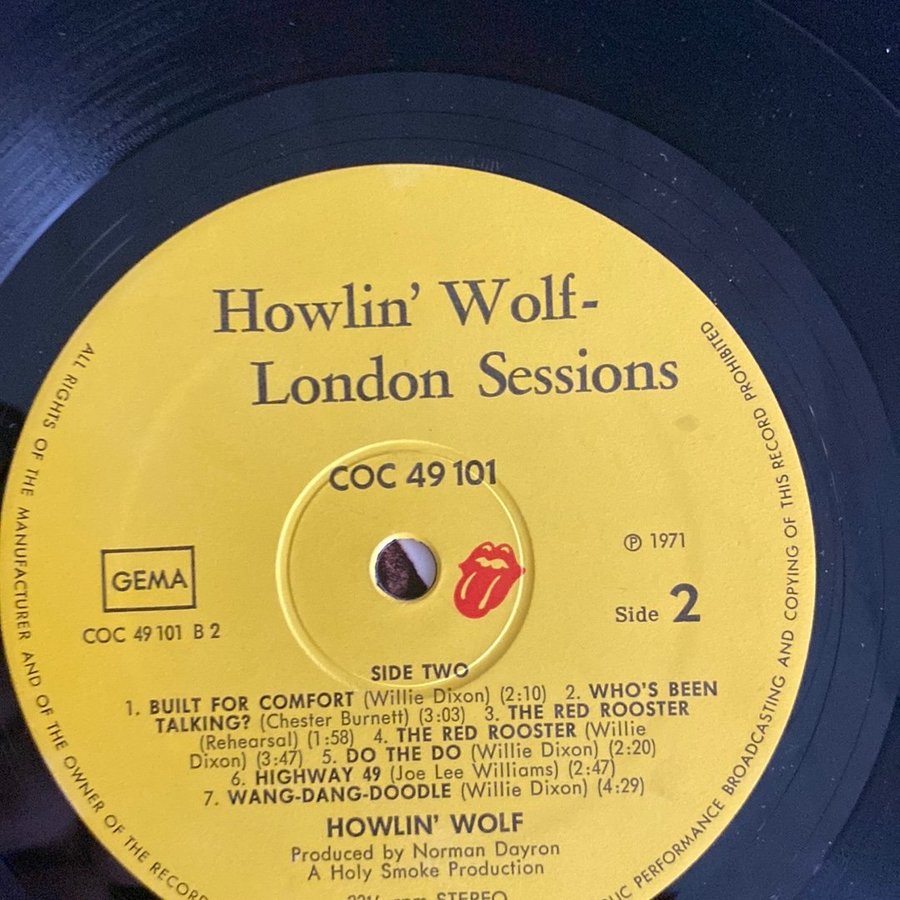 Howlin' Wolf-
London Sessions
COC 49 101
GEMA
COC 49 101 B 2
℗ 1971
Side 2
SIDE TWO
1. BUILT FOR COMFORT (Willie Dixon) (2:10) 2. WHO'S BEEN
TALKING? (Chester Burnett) (3:03) 3. THE RED ROOSTER
(Rehearsal) (1:58) 4. THE RED ROOSTER (Willie
Dixon) (3:47) 5. DO THE DO (Willie Dixon) (2:20)
6. HIGHWAY 49 (Joe Lee Williams) (2:47)
7. WANG-DANG-DOODLE (Willie Dixon) (4:29)
HOWLIN' WOLF
Produced by Norman Dayron
A Holy Smoke Production
STEREO
ALL RIGHTS OF THE MANUFACTURER AND OF THE OWNER OF THE RECORD
PERFORMANCE BROADCASTING AND COPYING OF THIS RECORD PROHIBITED